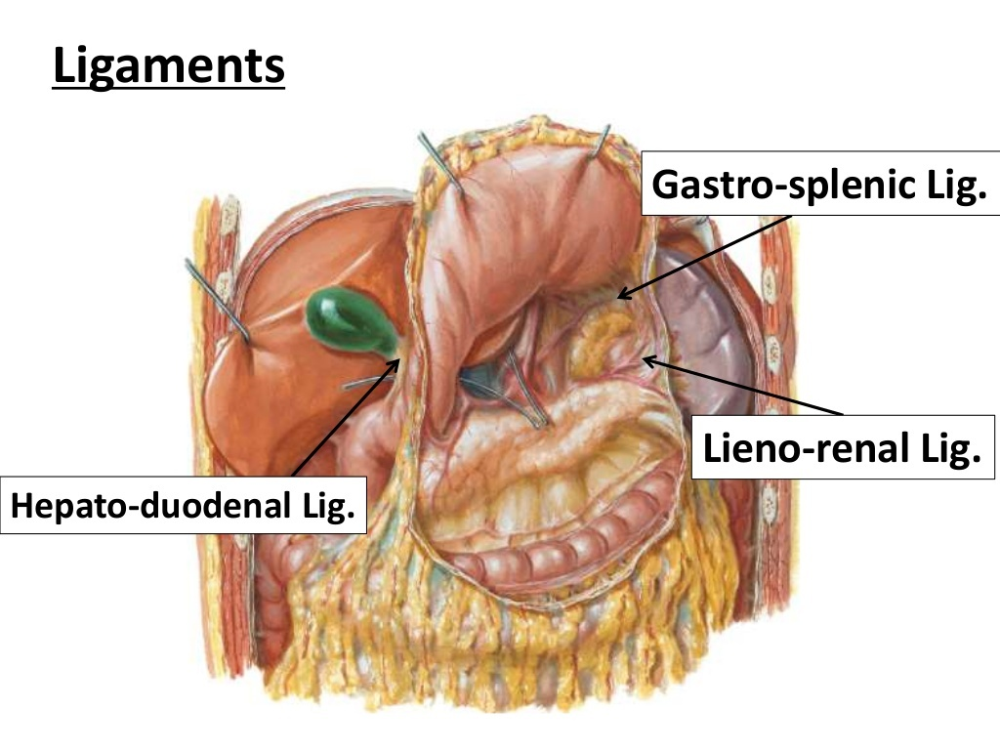 Ligaments
Gastro-splenic Lig.
Lieno-renal Lig.
Hepato-duodenal Lig.